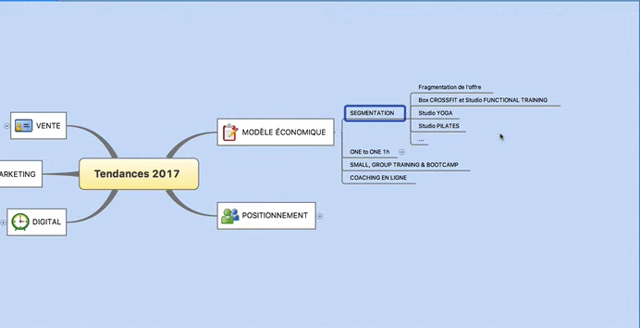 VENTE
ARKETING
DIGITAL
Tendances 2017
MODÈLE ÉCONOMIQUE
POSITIONNEMENT
SEGMENTATION
Fragmentation de l'offre
Box CROSSFIT et Studio FUNCTIONAL TRAINING
Studio YOGA
Studio PILATES
...
ONE to ONE 1h
SMALL, GROUP TRAINING & BOOTCAMP
COACHING EN LIGNE